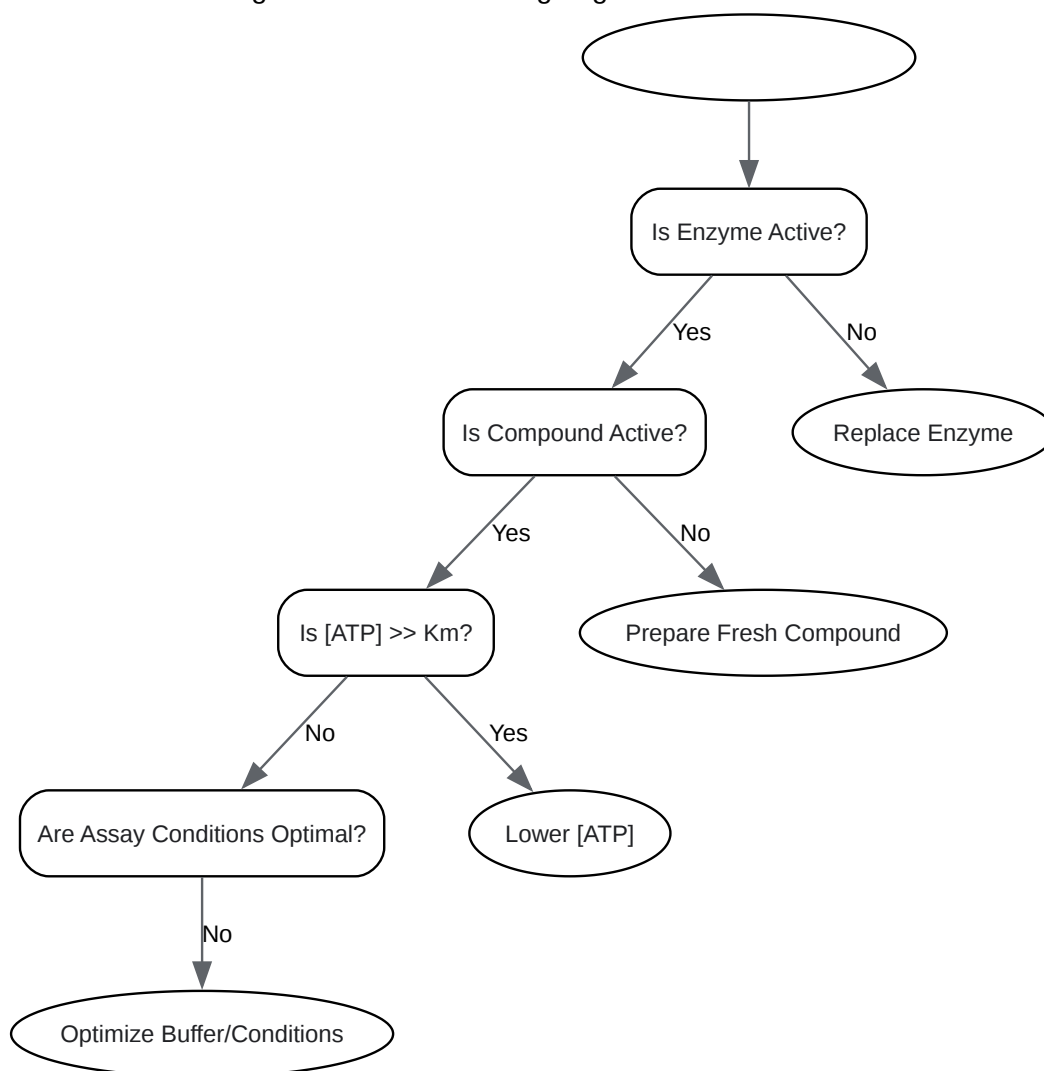 Is Enzyme Active?
Yes
No
Is Compound Active?
Replace Enzyme
Yes
No
Is [ATP] >> Km?
Prepare Fresh Compound
No
Yes
Are Assay Conditions Optimal?
Lower [ATP]
No
Optimize Buffer/Conditions